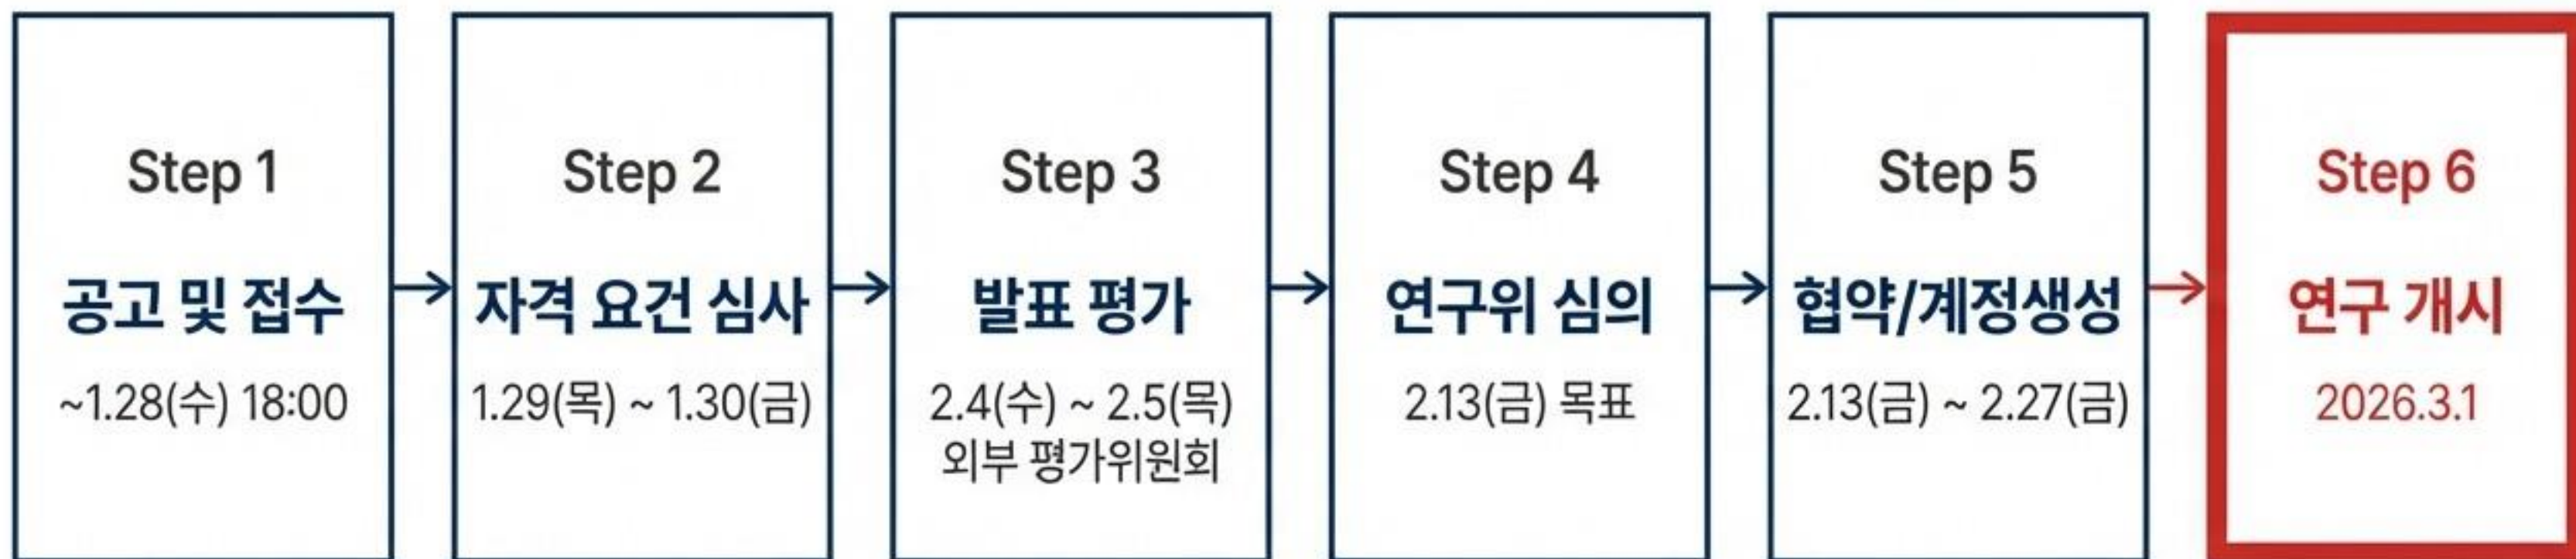 Step 1
공고 및 접수
~1.28(수) 18:00
Step 2
자격 요건 심사
1.29(목) ~ 1.30(금)
Step 3
발표 평가
2.4(수) ~ 2.5(목)
외부 평가위원회
Step 4
연구위 심의
2.13(금) 목표
Step 5
협약/계정생성
2.13(금) ~ 2.27(금)
Step 6
연구 개시
2026.3.1